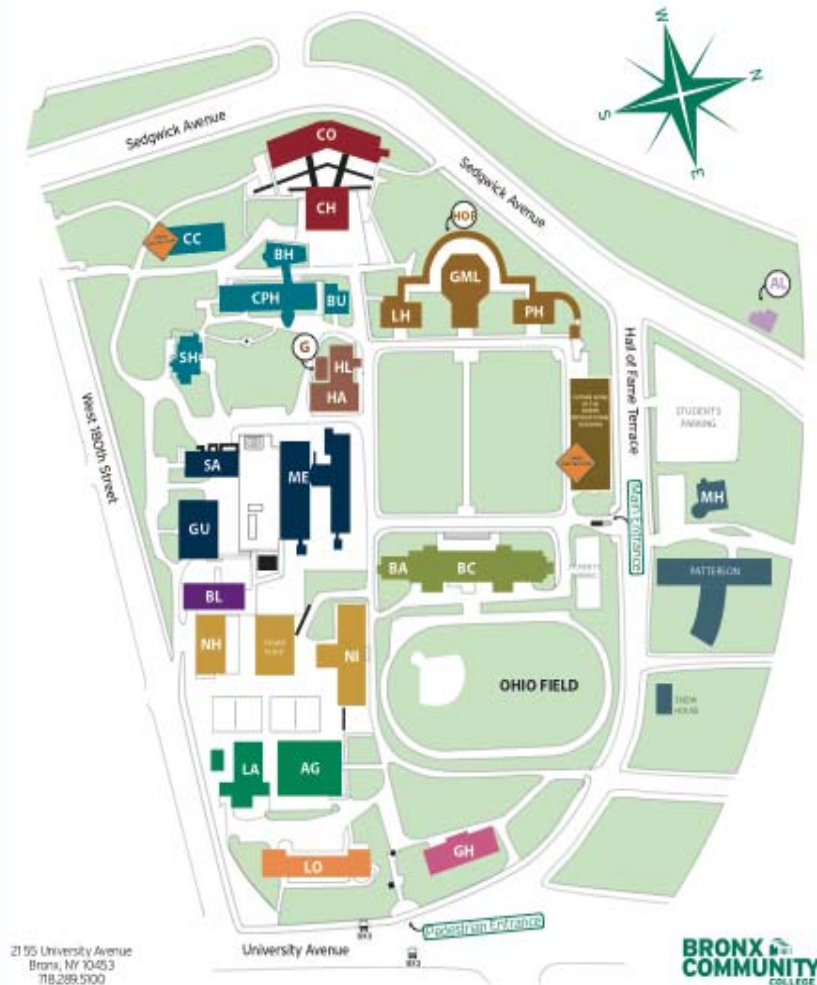 W
N
S
E
Sedgwick Avenue
Sedgwick Avenue
CO
CH
CC
BH
CPH
BU
HOF
GML
LH
PH
AL
SH
G
HL
HA
Hall of Fame Terrace
West 180th Street
STUDENTS
PARKING
SA
ME
GU
MH
Main Entrance
BA
BC
PATTERSON
BL
NH
NI
OHIO FIELD
SNOW
HOUSE
LA
AG
LO
GH
Pedestrian Entrance
University Avenue
2155 University Avenue
Bronx, NY 10453
718.289.5100
BRONX
COMMUNITY
COLLEGE